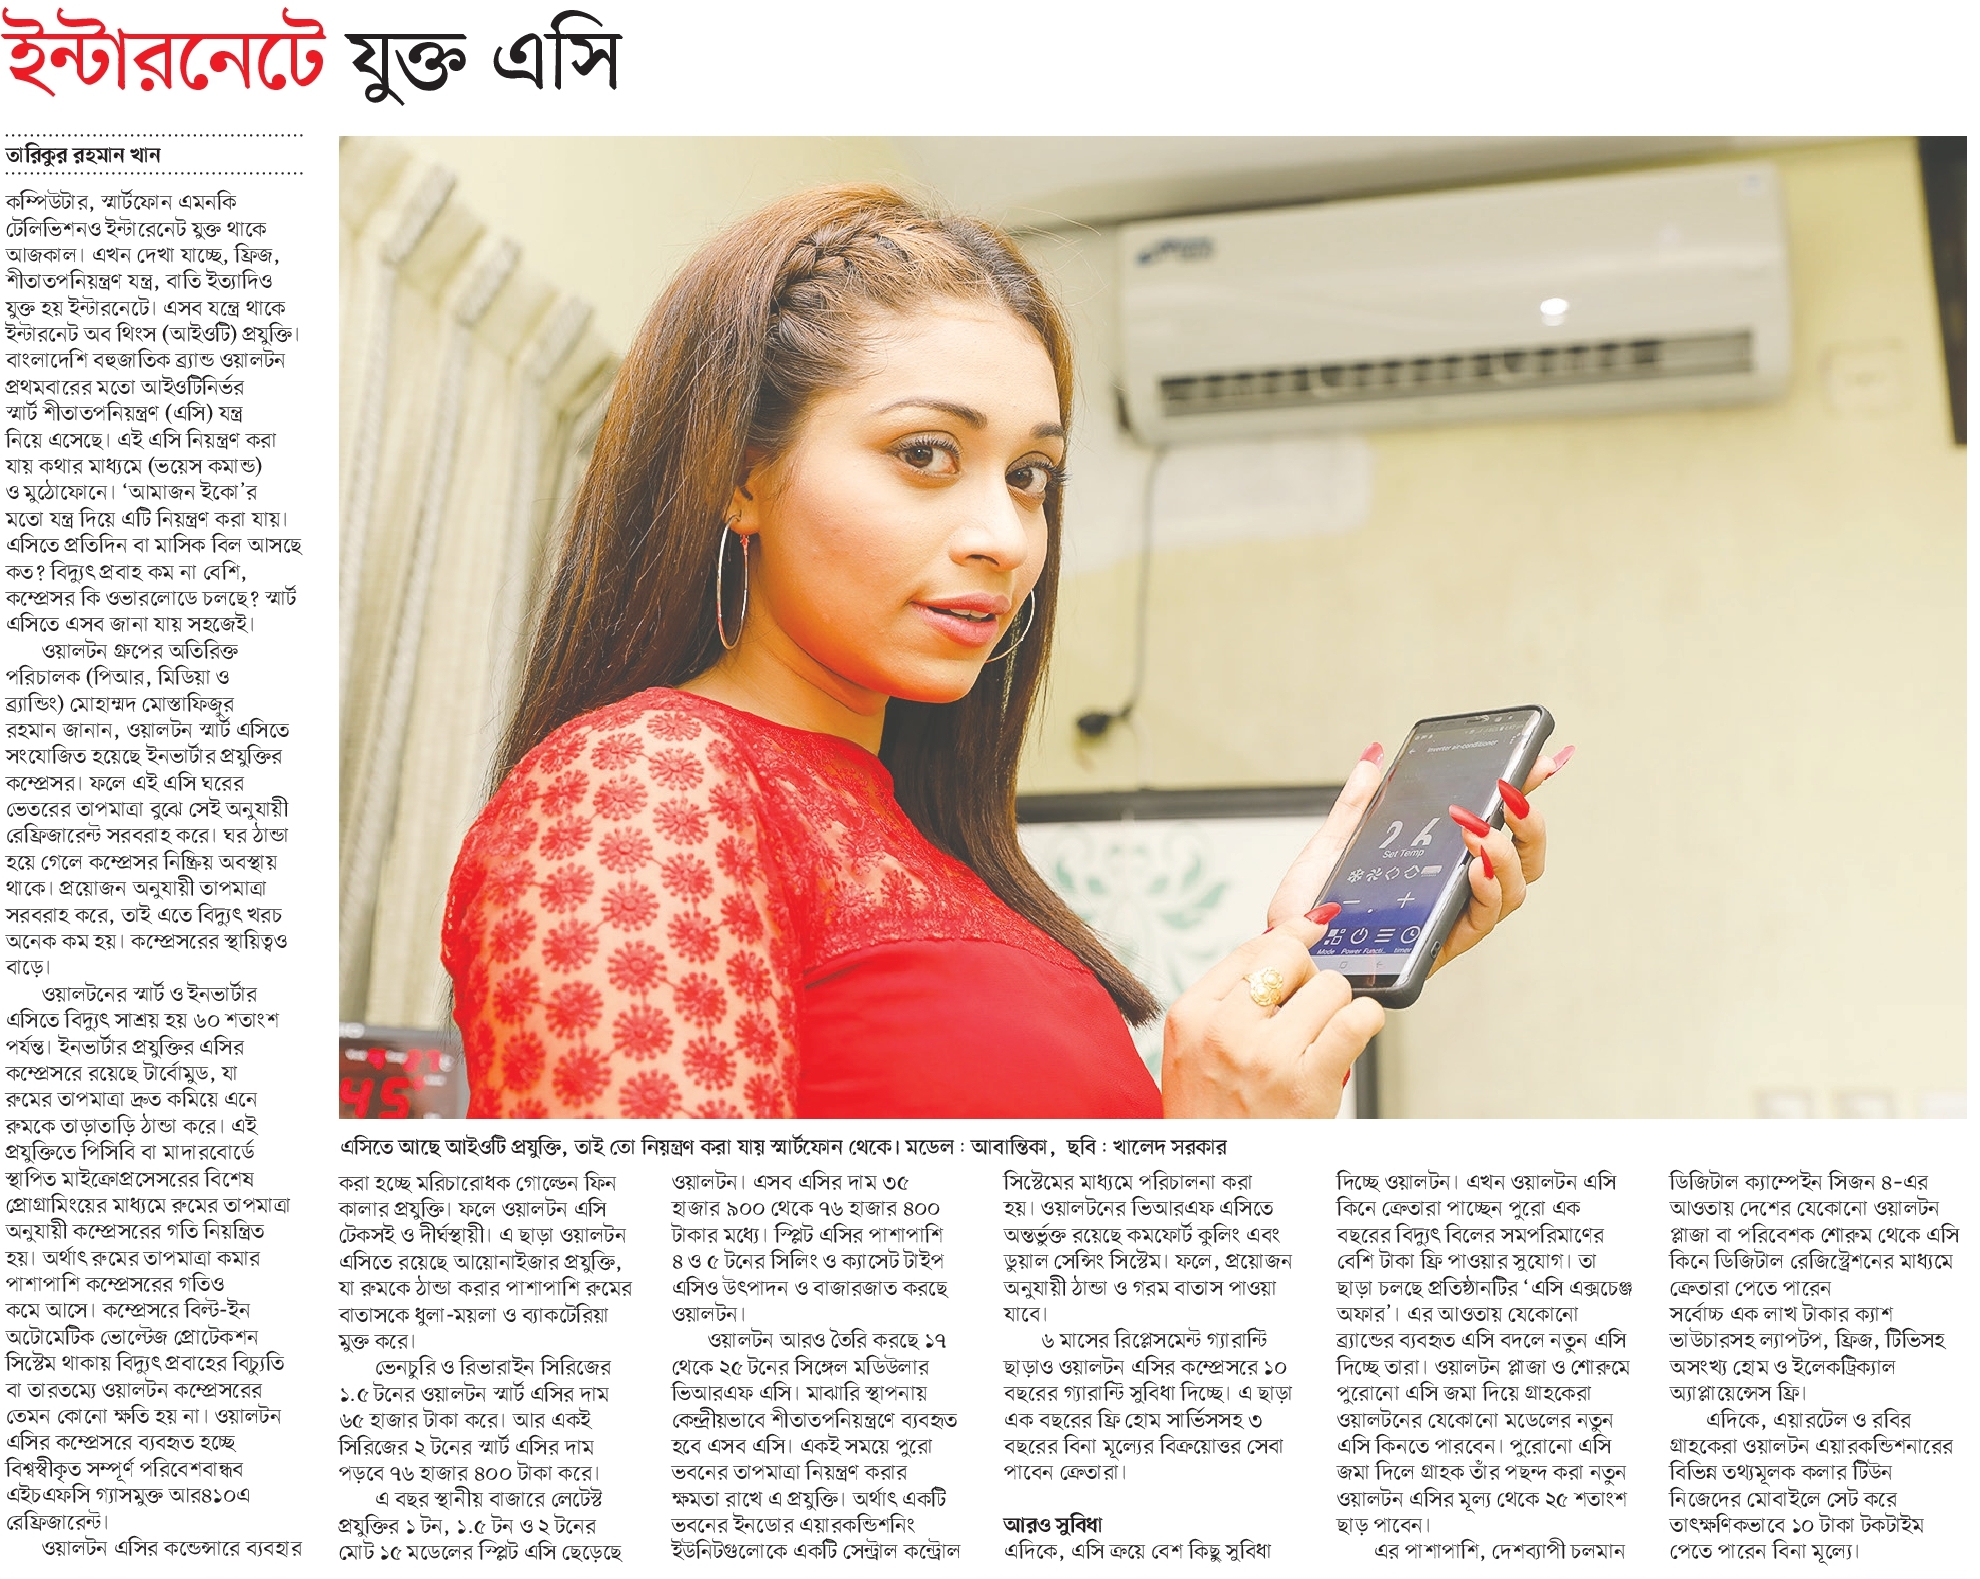 ইন্টারনেটে যুক্ত এসি
তারিকুর রহমান খান
কম্পিউটার, স্মার্টফোন এমনকি
টেলিভিশনও ইন্টারেনেট যুক্ত থাকে
আজকাল। এখন দেখা যাচ্ছে, ফ্রিজ,
শীতাতপনিয়ন্ত্রণ যন্ত্র, বাতি ইত্যাদিও
যুক্ত হয় ইন্টারনেটে। এসব যন্ত্রে থাকে
ইন্টারনেট অব থিংস (আইওটি) প্রযুক্তি।
বাংলাদেশি বহুজাতিক ব্র্যান্ড ওয়ালটন
প্রথমবারের মতো আইওটিনির্ভর
স্মার্ট শীতাতপনিয়ন্ত্রণ (এসি) যন্ত্র
নিয়ে এসেছে। এই এসি নিয়ন্ত্রণ করা
যায় কথার মাধ্যমে (ভয়েস কমান্ড)
ও মুঠোফোনে। ‘আমাজন ইকো’র
মতো যন্ত্র দিয়ে এটি নিয়ন্ত্রণ করা যায়।
এসিতে প্রতিদিন বা মাসিক বিল আসছে
কত? বিদ্যুৎপ্রবাহ কম না বেশি,
কম্প্রেসর কি ওভারলোডে চলছে? স্মার্ট
এসিতে এসব জানা যায় সহজেই।
ওয়ালটন গ্রুপের অতিরিক্ত
পরিচালক (পিআর, মিডিয়া ও
ব্র্যান্ডিং) মোহাম্মদ মোস্তাফিজুর
রহমান জানান, ওয়ালটন স্মার্ট এসিতে
সংযোজিত হয়েছে ইনভার্টার প্রযুক্তির
কম্প্রেসর। ফলে এই এসি ঘরের
ভেতরের তাপমাত্রা বুঝে সেই অনুযায়ী
রেফ্রিজারেন্ট সরবরাহ করে। ঘর ঠান্ডা
হয়ে গেলে কম্প্রেসর নিষ্ক্রিয় অবস্থায়
থাকে। প্রয়োজন অনুযায়ী তাপমাত্রা
সরবরাহ করে, তাই এতে বিদ্যুৎ খরচ
অনেক কম হয়। কম্প্রেসরের স্থায়িত্বও
বাড়ে।
ওয়ালটনের স্মার্ট ও ইনভার্টার
এসিতে বিদ্যুৎ সাশ্রয় হয় ৬০ শতাংশ
পর্যন্ত। ইনভার্টার প্রযুক্তির এসির
কম্প্রেসরে রয়েছে টার্বোমুড, যা
রুমের তাপমাত্রা দ্রুত কমিয়ে এনে
রুমকে তাড়াতাড়ি ঠান্ডা করে। এই
প্রযুক্তিতে পিসিবি বা মাদারবোর্ডে
স্থাপিত মাইক্রোপ্রসেসরের বিশেষ
প্রোগ্রামিংয়ের মাধ্যমে রুমের তাপমাত্রা
অনুযায়ী কম্প্রেসরের গতি নিয়ন্ত্রিত
হয়। অর্থাৎ রুমের তাপমাত্রা কমার
পাশাপাশি কম্প্রেসরের গতিও
কমে আসে। কম্প্রেসরে বিল্ট-ইন
অটোমেটিক ভোল্টেজ প্রোটেকশন
সিস্টেম থাকায় বিদ্যুৎ প্রবাহের বিচ্যুতি
বা তারতম্যে ওয়ালটন কম্প্রেসরের
তেমন কোনো ক্ষতি হয় না। ওয়ালটন
এসির কম্প্রেসরে ব্যবহৃত হচ্ছে
বিশ্বস্বীকৃত সম্পূর্ণ পরিবেশবান্ধব
এইচএফসি গ্যাসমুক্ত আর৪১০এ
রেফ্রিজারেন্ট।
ওয়ালটন এসির কন্ডেন্সারে ব্যবহার
Inverter air-conditioner
26
Set Temp
Mode Power Functi.. timer
এসিতে আছে আইওটি প্রযুক্তি, তাই তো নিয়ন্ত্রণ করা যায় স্মার্টফোন থেকে। মডেল : আবান্তিকা, ছবি : খালেদ সরকার
করা হচ্ছে মরিচারোধক গোল্ডেন ফিন
কালার প্রযুক্তি। ফলে ওয়ালটন এসি
টেকসই ও দীর্ঘস্থায়ী। এ ছাড়া ওয়ালটন
এসিতে রয়েছে আয়োনাইজার প্রযুক্তি,
যা রুমকে ঠান্ডা করার পাশাপাশি রুমের
বাতাসকে ধুলা-ময়লা ও ব্যাকটেরিয়া
মুক্ত করে।
ভেনচুরি ও রিভারাইন সিরিজের
১.৫ টনের ওয়ালটন স্মার্ট এসির দাম
৬৫ হাজার টাকা করে। আর একই
সিরিজের ২ টনের স্মার্ট এসির দাম
পড়বে ৭৬ হাজার ৪০০ টাকা করে।
এ বছর স্থানীয় বাজারে লেটেস্ট
প্রযুক্তির ১ টন, ১.৫ টন ও ২ টনের
মোট ১৫ মডেলের স্প্লিট এসি ছেড়েছে
ওয়ালটন। এসব এসির দাম ৩৫
হাজার ৯০০ থেকে ৭৬ হাজার ৪০০
টাকার মধ্যে। স্প্লিট এসির পাশাপাশি
৪ ও ৫ টনের সিলিং ও ক্যাসেট টাইপ
এসিও উৎপাদন ও বাজারজাত করছে
ওয়ালটন।
ওয়ালটন আরও তৈরি করছে ১৭
থেকে ২৫ টনের সিঙ্গেল মডিউলার
ভিআরএফ এসি। মাঝারি স্থাপনায়
কেন্দ্রীয়ভাবে শীতাতপনিয়ন্ত্রণে ব্যবহৃত
হবে এসব এসি। একই সময়ে পুরো
ভবনের তাপমাত্রা নিয়ন্ত্রণ করার
ক্ষমতা রাখে এ প্রযুক্তি। অর্থাৎ একটি
ভবনের ইনডোর এয়ারকন্ডিশনিং
ইউনিটগুলোকে একটি সেন্ট্রাল কন্ট্রোল
সিস্টেমের মাধ্যমে পরিচালনা করা
হয়। ওয়ালটনের ভিআরএফ এসিতে
অন্তর্ভুক্ত রয়েছে কমফোর্ট কুলিং এবং
ডুয়াল সেন্সিং সিস্টেম। ফলে, প্রয়োজন
অনুযায়ী ঠান্ডা ও গরম বাতাস পাওয়া
যাবে।
৬ মাসের রিপ্লেসমেন্ট গ্যারান্টি
ছাড়াও ওয়ালটন এসির কম্প্রেসরে ১০
বছরের গ্যারান্টি সুবিধা দিচ্ছে। এ ছাড়া
এক বছরের ফ্রি হোম সার্ভিসসহ ৩
বছরের বিনা মূল্যের বিক্রয়োত্তর সেবা
পাবেন ক্রেতারা।
আরও সুবিধা
এদিকে, এসি ক্রয়ে বেশ কিছু সুবিধা
দিচ্ছে ওয়ালটন। এখন ওয়ালটন এসি
কিনে ক্রেতারা পাচ্ছেন পুরো এক
বছরের বিদ্যুৎ বিলের সমপরিমাণের
বেশি টাকা ফ্রি পাওয়ার সুযোগ। তা
ছাড়া চলছে প্রতিষ্ঠানটির ‘এসি এক্সচেঞ্জ
অফার’। এর আওতায় যেকোনো
ব্র্যান্ডের ব্যবহৃত এসি বদলে নতুন এসি
দিচ্ছে তারা। ওয়ালটন প্লাজা ও শোরুমে
পুরোনো এসি জমা দিয়ে গ্রাহকেরা
ওয়ালটনের যেকোনো মডেলের নতুন
এসি কিনতে পারবেন। পুরোনো এসি
জমা দিলে গ্রাহক তাঁর পছন্দ করা নতুন
ওয়ালটন এসির মূল্য থেকে ২৫ শতাংশ
ছাড় পাবেন।
এর পাশাপাশি, দেশব্যাপী চলমান
ডিজিটাল ক্যাম্পেইন সিজন ৪-এর
আওতায় দেশের যেকোনো ওয়ালটন
প্লাজা বা পরিবেশক শোরুম থেকে এসি
কিনে ডিজিটাল রেজিস্ট্রেশনের মাধ্যমে
ক্রেতারা পেতে পারেন
সর্বোচ্চ এক লাখ টাকার ক্যাশ
ভাউচারসহ ল্যাপটপ, ফ্রিজ, টিভিসহ
অসংখ্য হোম ও ইলেকট্রিক্যাল
অ্যাপ্লায়েন্সেস ফ্রি।
এদিকে, এয়ারটেল ও রবির
গ্রাহকেরা ওয়ালটন এয়ারকন্ডিশনারের
বিভিন্ন তথ্যমূলক কলার টিউন
নিজেদের মোবাইলে সেট করে
তাৎক্ষণিকভাবে ১০ টাকা টকটাইম
পেতে পারেন বিনা মূল্যে।